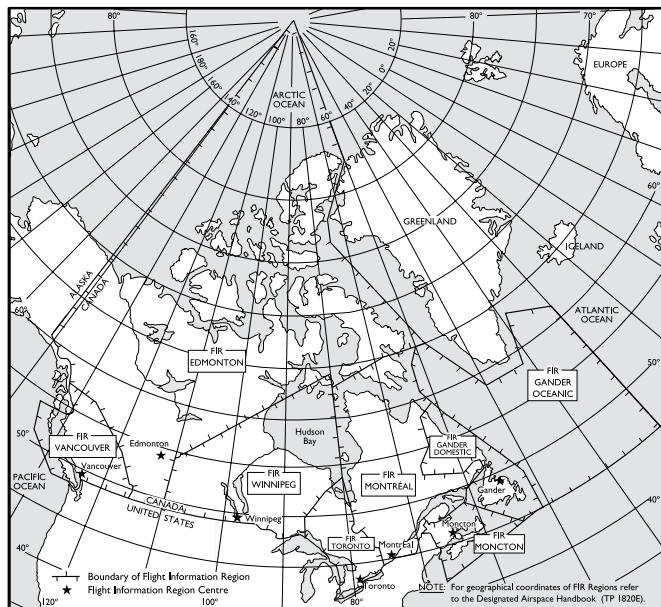 80°
60°
80°
80°
70°
160°
180°
160°
140°
120°
100°
80°
60°
40°
20°
0°
20°
EUROPE
ARCTIC
OCEAN
GREENLAND
ICELAND
ALASKA
CANADA
60°
ATLANTIC
OCEAN
60°
FIR
EDMONTON
FIR
GANDER
OCEANIC
50°
50°
Hudson
Bay
FIR
VANCOUVER
Edmonton
FIR
GANDER
DOMESTIC
Vancouver
FIR
WINNIPEG
FIR
MONTRÉAL
Gander
PACIFIC
OCEAN
CANADA
UNITED STATES
Winnipeg
40°
Moncton
FIR
TORONTO
Montréal
FIR
MONCTON
40°
Boundary of Flight Information Region
Flight Information Region Centre
Toronto
NOTE: For geographical coordinates of FIR Regions refer
to the Designated Airspace Handbook (TP 1820E).
120°
100°
80°
60°